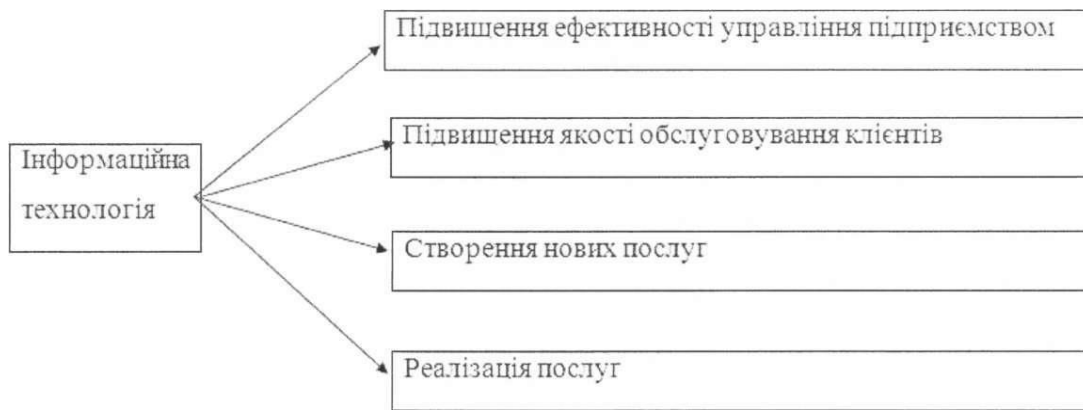 Підвищення ефективності управління підприємством
Підвищення якості обслуговування клієнтів
Інформаційна
технологія
Створення нових послуг
Реалізація послуг